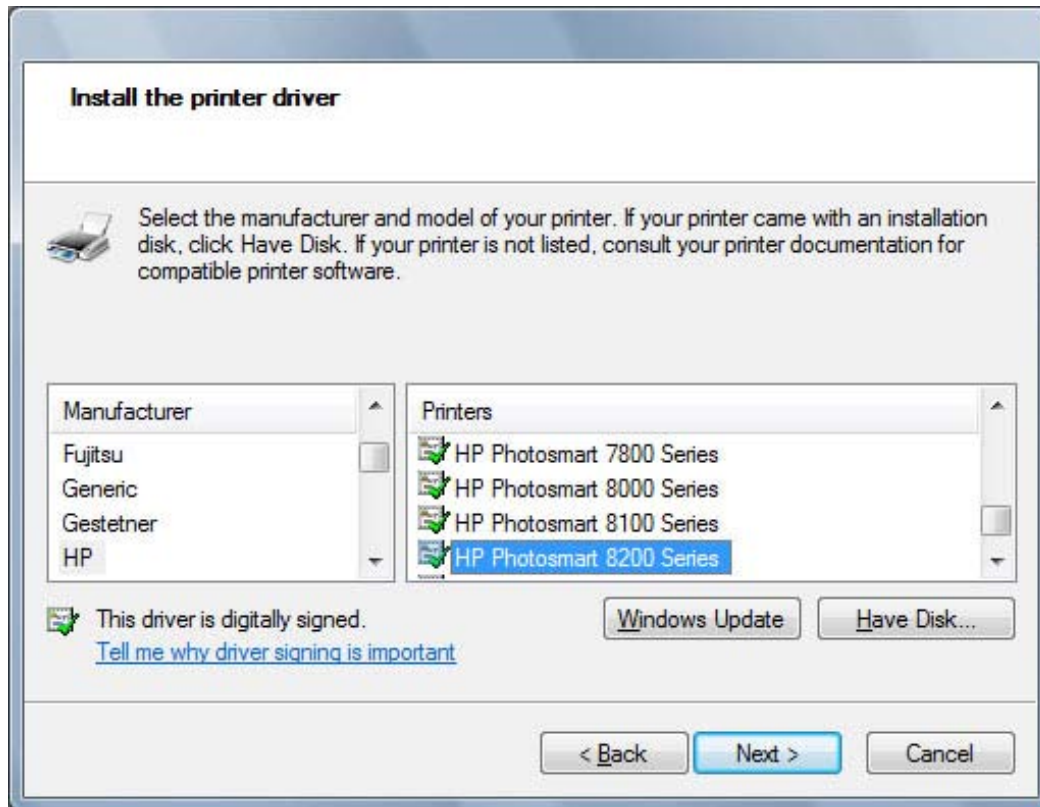 Install the printer driver
Select the manufacturer and model of your printer. If your printer came with an installation
disk, click Have Disk. If your printer is not listed, consult your printer documentation for
compatible printer software.
Manufacturer
Fujitsu
Generic
Gestetner
HP
Printers
HP Photosmart 7800 Series
HP Photosmart 8000 Series
HP Photosmart 8100 Series
HP Photosmart 8200 Series
This driver is digitally signed.
Tell me why driver signing is important
Windows Update
Have Disk...
< Back
Next >
Cancel